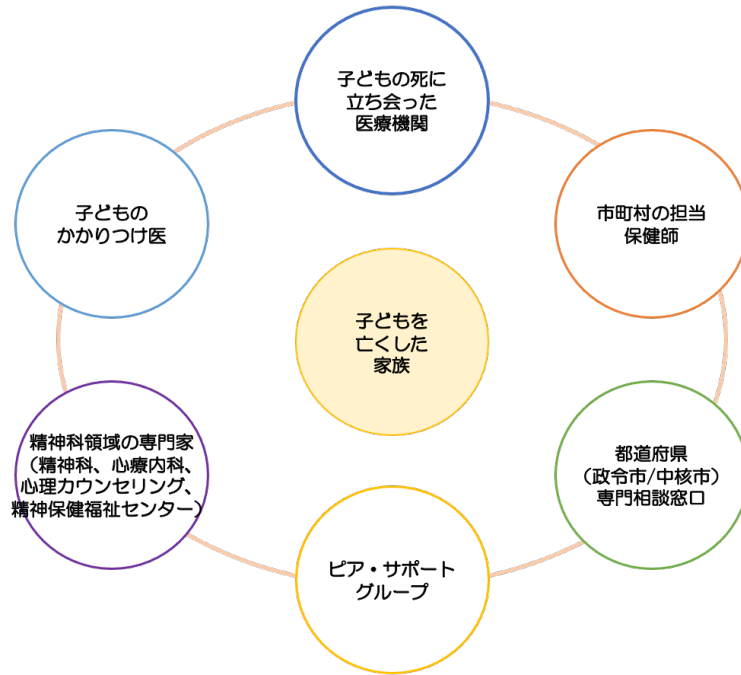 子どもの死に
立ち会った
医療機関
市町村の担当
保健師
都道府県
（政令市/中核市）
専門相談窓口
ピア・サポート
グループ
精神科領域の専門家
（精神科、心療内科、
心理カウンセリング、
精神保健福祉センター）
子どもの
かかりつけ医
子どもを
亡くした
家族